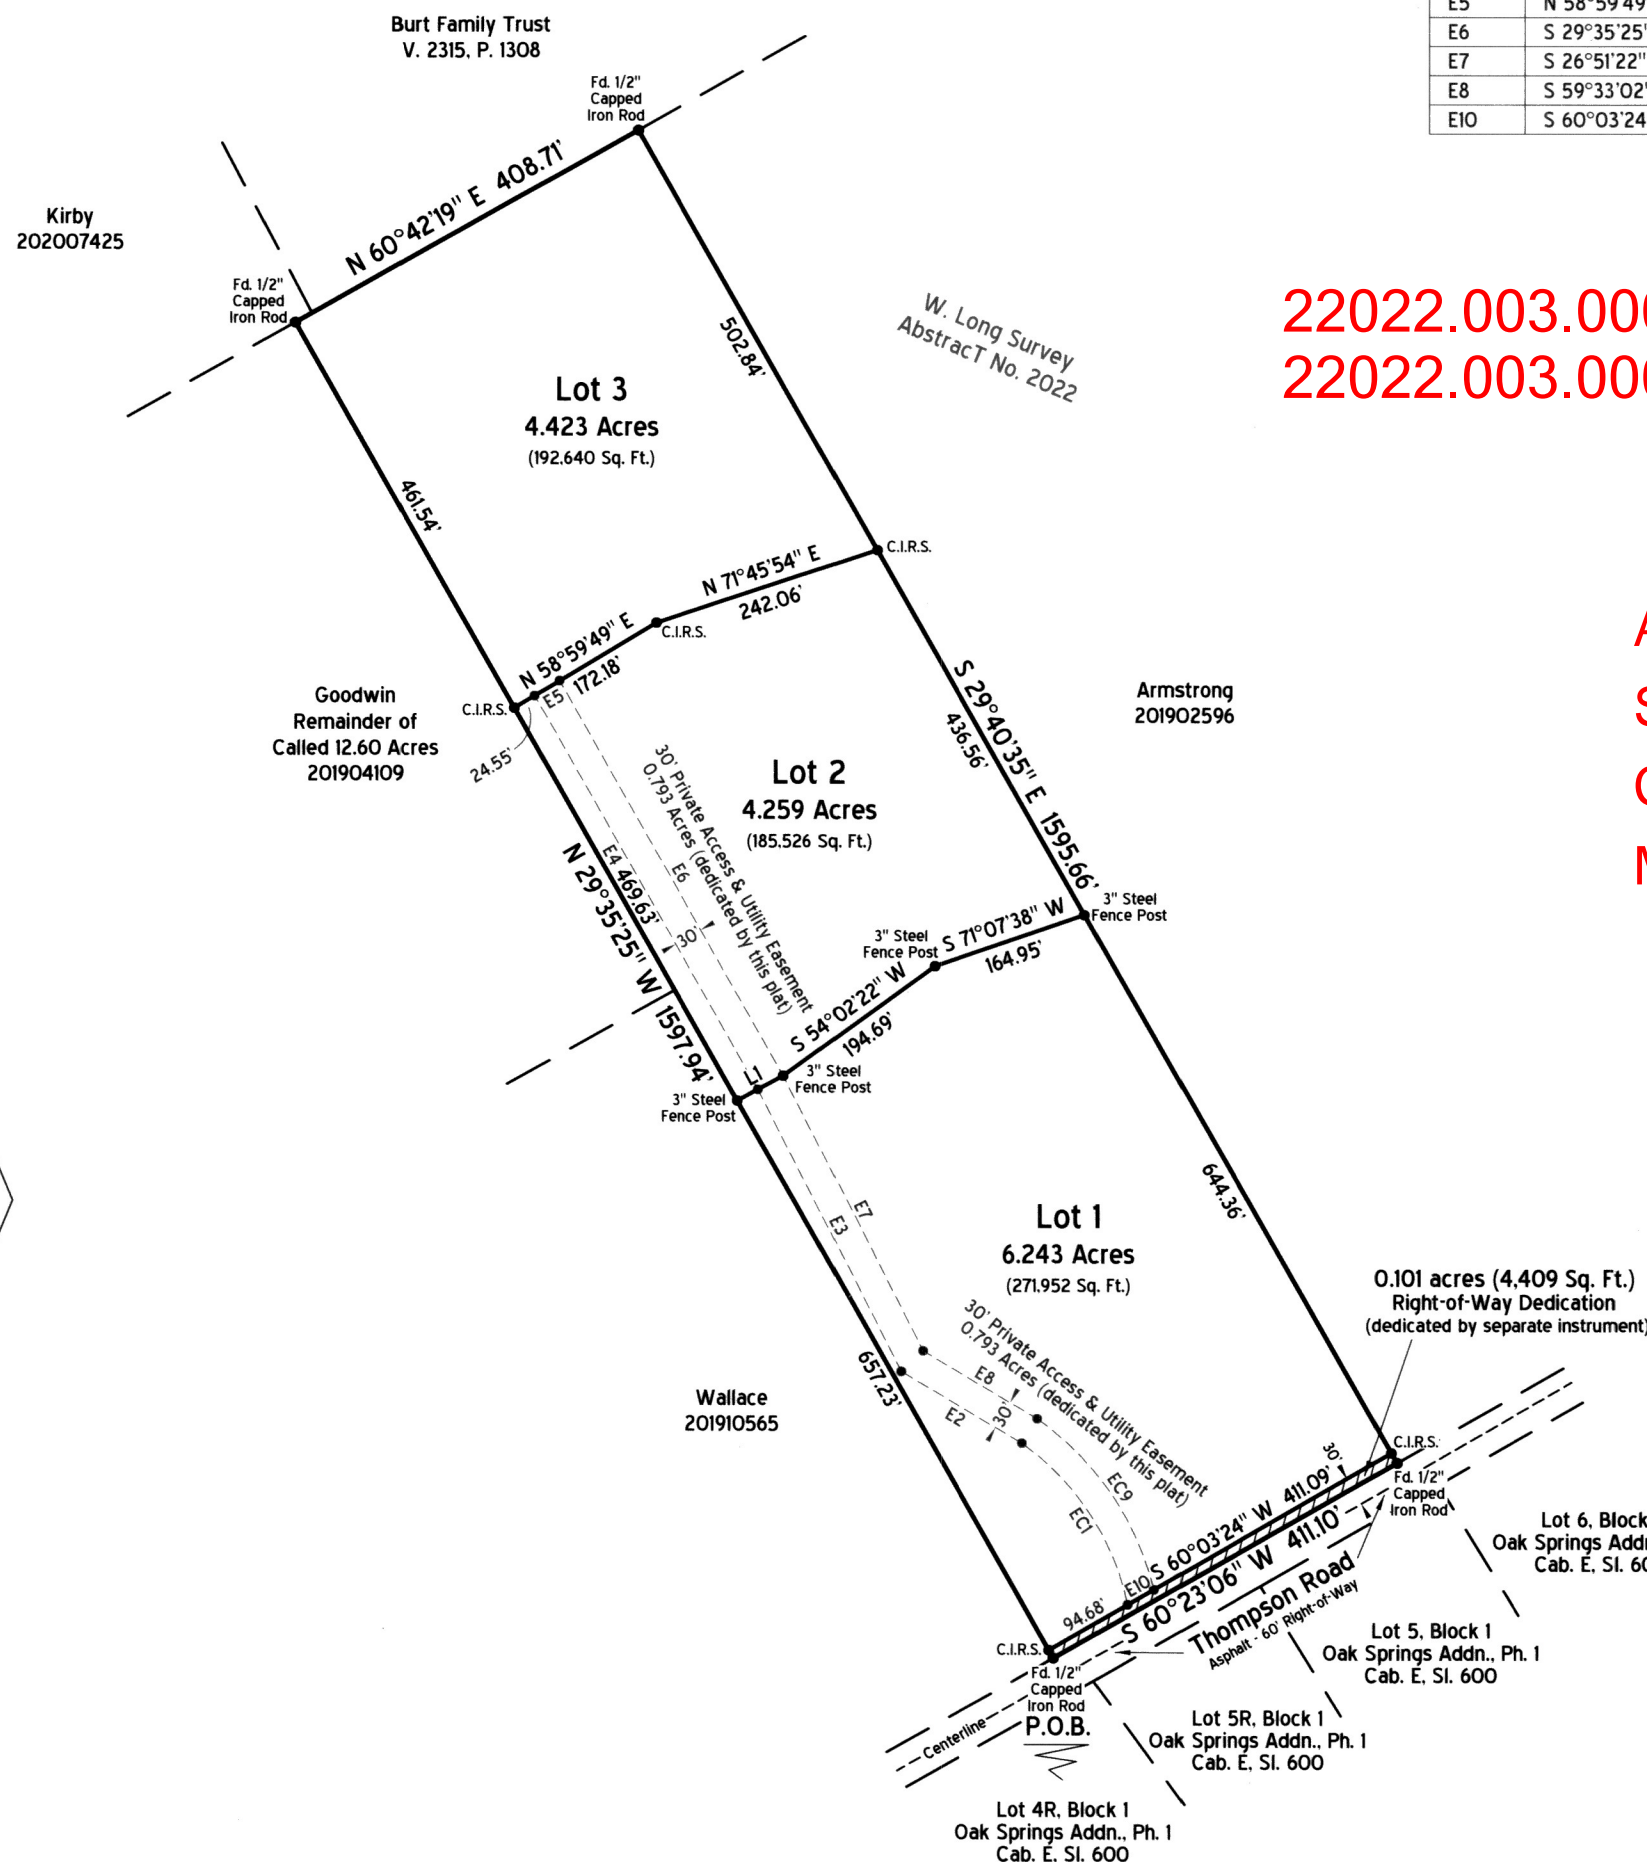 Burt Family Trust
V. 2315, P. 1308
Fd. 1/2"
Capped
Iron Rod
E5 N 58°59'49
E6 S 29°35'25"
E7 S 26°51'22"
E8 S 59°33'02"
E10 S 60°03'24
N 60°42'19" E 408.71'
Kirby
202007425
Fd. 1/2"
Capped
Iron Rod
502.84'
W. Long Survey
AbstracT No. 2022
22022.003.000
22022.003.000
Lot 3
4.423 Acres
(192,640 Sq. Ft.)
461.54'
C.I.R.S.
N 71°45'54" E
242.06'
C.I.R.S.
N 58°59'49" E
172.18'
E5
C.I.R.S.
24.55'
Goodwin
Remainder of
Called 12.60 Acres
201904109
S 29°40'35" E 1595.66'
436.56'
Armstrong
201902596
Lot 2
4.259 Acres
(185,526 Sq. Ft.)
30' Private Access & Utility Easement
0.793 Acres (dedicated by this plat)
E4 469.63'
E6
30'
N 29°35'25" W 1597.94'
3" Steel
Fence Post
S 71°07'38" W
164.95'
3" Steel
Fence Post
S 54°02'22" W
194.69'
3" Steel
Fence Post
L1
3" Steel
Fence Post
E3
E7
644.36'
Lot 1
6.243 Acres
(271,952 Sq. Ft.)
0.101 acres (4,409 Sq. Ft.)
Right-of-Way Dedication
(dedicated by separate instrument)
30' Private Access & Utility Easement
0.793 Acres (dedicated by this plat)
657.23'
E8
E2
30'
Wallace
201910565
EC9
EC1
C.I.R.S.
30'
Fd. 1/2"
Capped
Iron Rod
S 60°03'24" W 411.09'
E10
94.68'
S 60°23'06" W 411.10'
Thompson Road
Asphalt - 60' Right-of-Way
C.I.R.S.
Fd. 1/2"
Capped
Iron Rod
P.O.B.
Centerline
Lot 6, Block
Oak Springs Addn
Cab. E, Sl. 60
Lot 5, Block 1
Oak Springs Addn., Ph. 1
Cab. E, Sl. 600
Lot 5R, Block 1
Oak Springs Addn., Ph. 1
Cab. E, Sl. 600
Lot 4R, Block 1
Oak Springs Addn., Ph. 1
Cab. E, Sl. 600